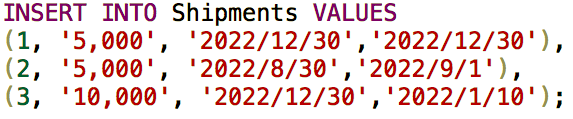 INSERT INTO Shipments VALUES
(1, '5,000', '2022/12/30','2022/12/30'),
(2, '5,000', '2022/8/30','2022/9/1'),
(3, '10,000', '2022/12/30','2022/1/10');